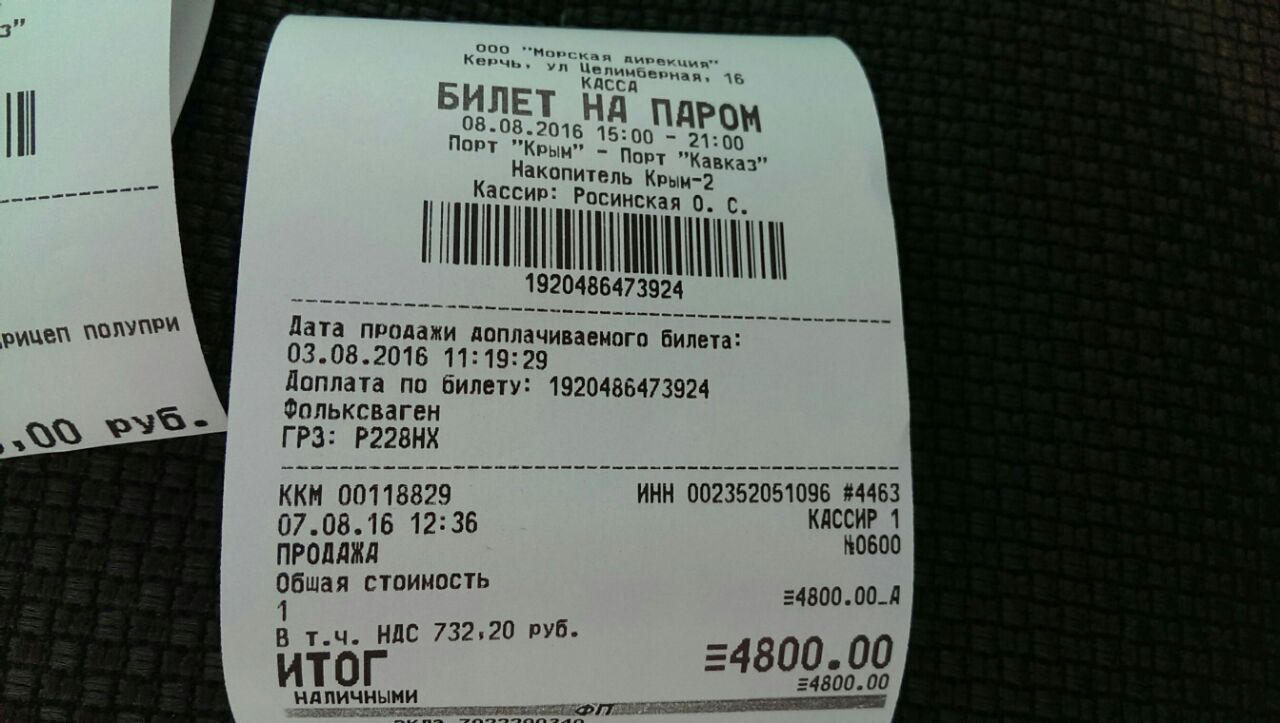 ООО "Морская дирекция"
Керчь, ул Целимберная, 16
КАССА
БИЛЕТ НА ПАРОМ
08.08.2016 15:00 - 21:00
Порт "Крым" - Порт "Кавказ"
Накопитель Крым-2
Кассир: Росинская О. С.
1920486473924
Дата продажи доплачиваемого билета:
03.08.2016 11:19:29
Доплата по билету: 1920486473924
Фольксваген
ГРЗ: Р228НХ
ККМ 00118829 ИНН 002352051096 #4463
07.08.16 12:36 КАССИР 1
ПРОДАЖА №0600
Общая стоимость
1 ≡4800.00_А
В т.ч. НДС 732,20 руб.
ИТОГ ≡4800.00
НАЛИЧНЫМИ ≡4800.00
ФП
з"
рицеп полупри
,00 руб.